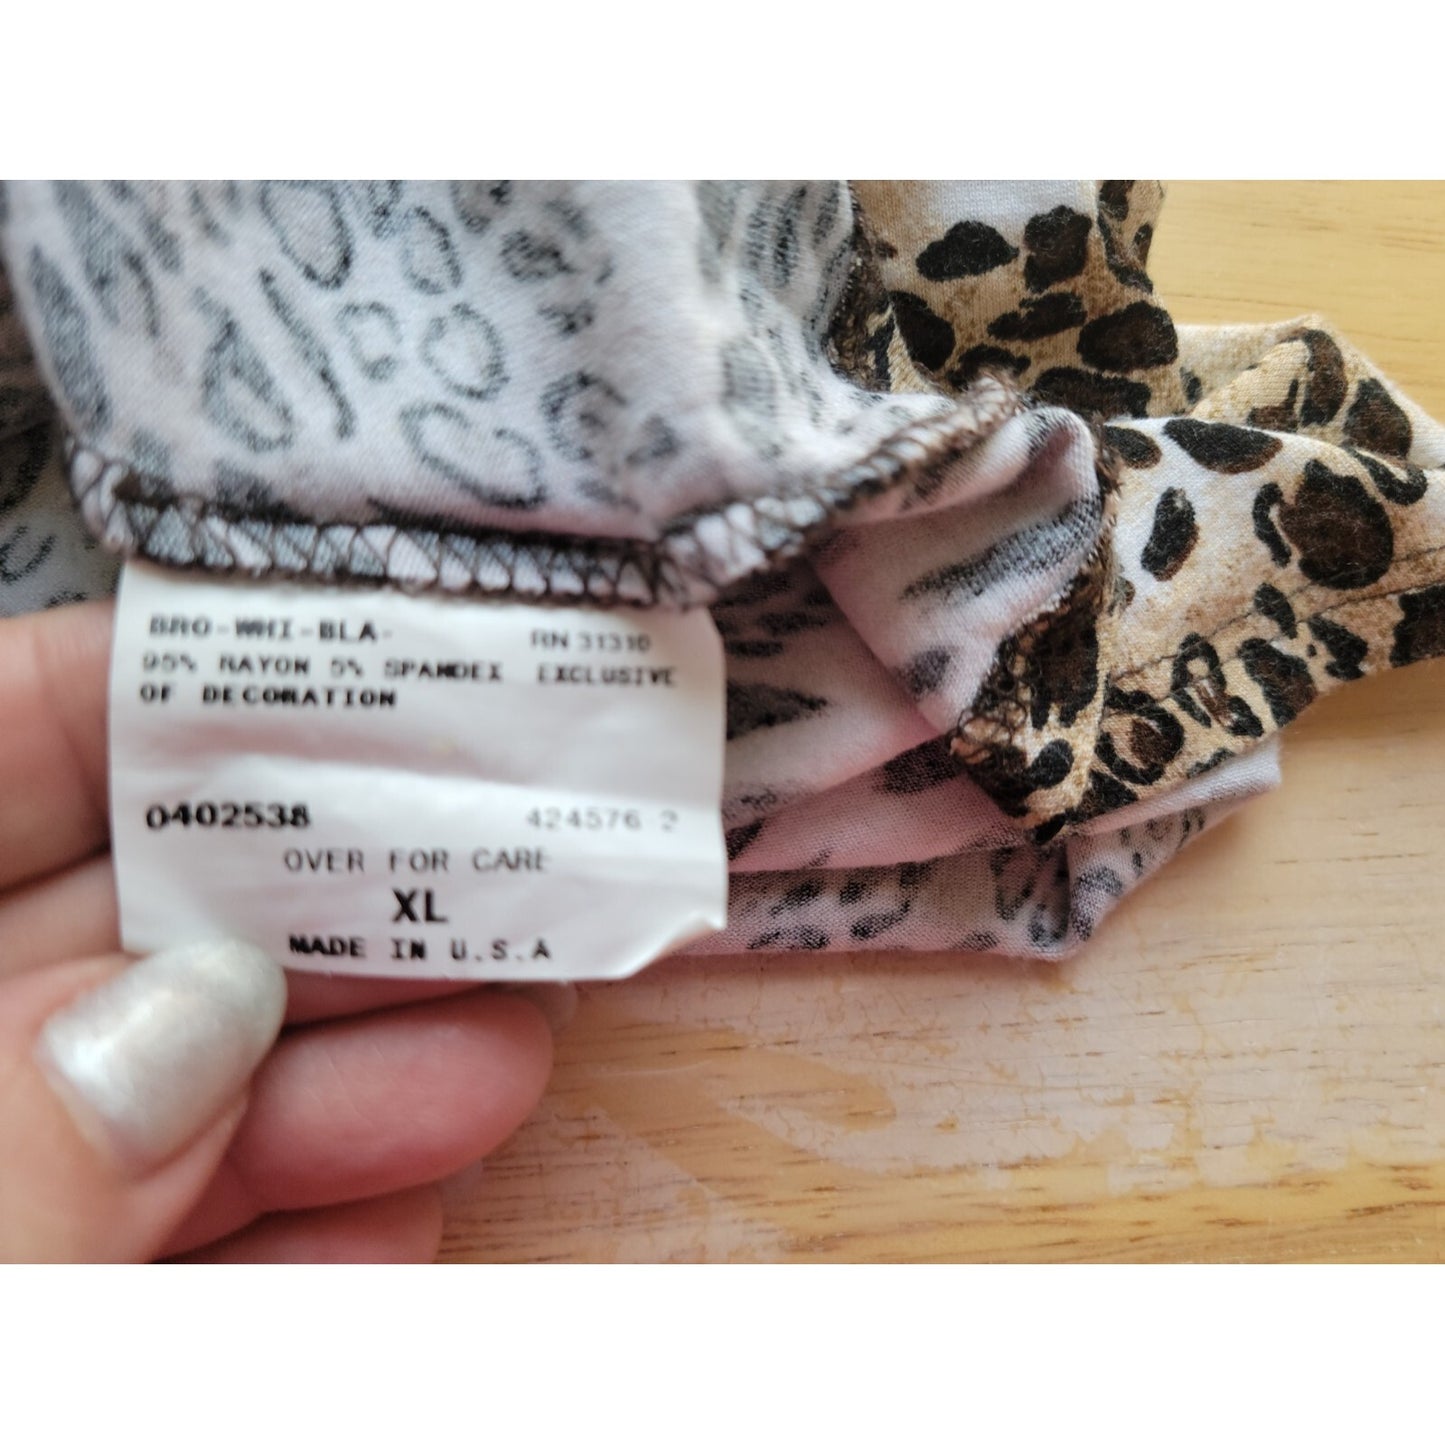 BRO-WHI-BLA- RN 31310
95% RAYON 5% SPANDEX EXCLUSIVE
OF DECORATION
0402538 424576 2
OVER FOR CARE
XL
MADE IN U.S.A